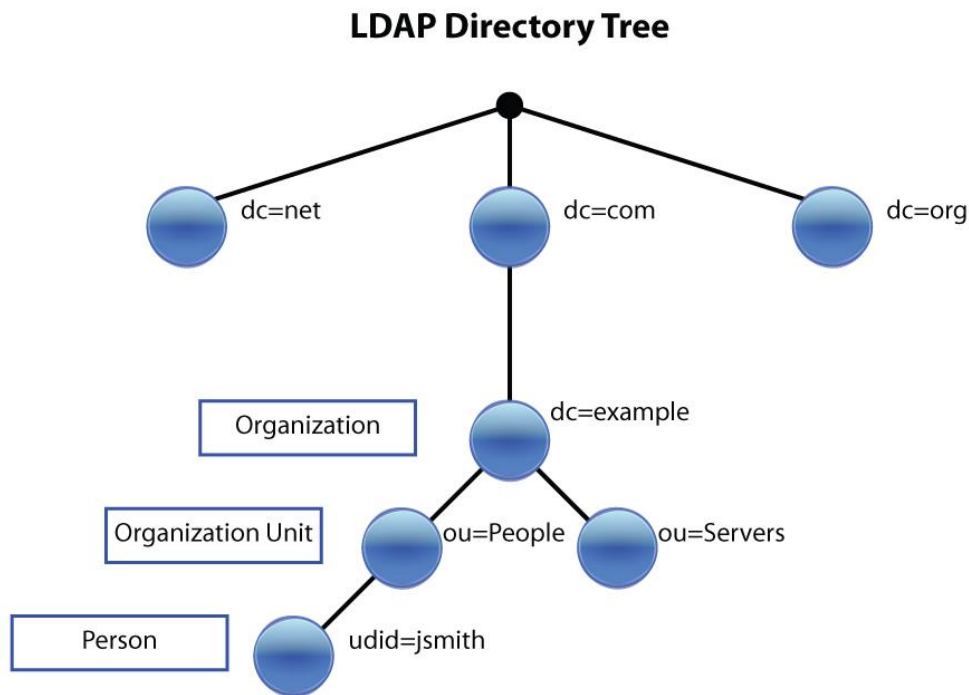 LDAP Directory Tree
dc=net
dc=com
dc=org
Organization
dc=example
Organization Unit
ou=People
ou=Servers
Person
udid=jsmith